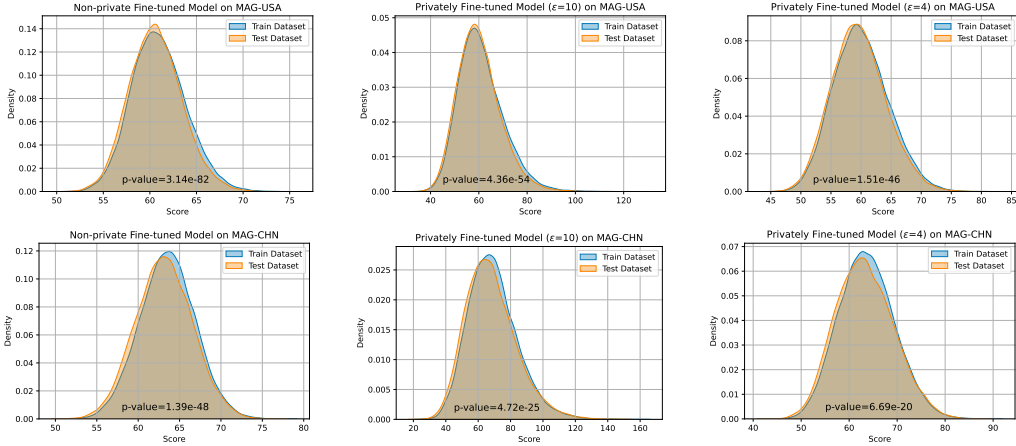 Non-private Fine-tuned Model on MAG-USA
Density
0.14
0.12
0.10
0.08
0.06
0.04
0.02
0.00
Train Dataset
Test Dataset
p-value=3.14e-82
50 55 60 65 70 75
Score
Privately Fine-tuned Model (ε=10) on MAG-USA
Density
0.05
0.04
0.03
0.02
0.01
0.00
Train Dataset
Test Dataset
p-value=4.36e-54
40 60 80 100 120
Score
Privately Fine-tuned Model (ε=4) on MAG-USA
Density
0.08
0.06
0.04
0.02
0.00
Train Dataset
Test Dataset
p-value=1.51e-46
45 50 55 60 65 70 75 80 85
Score
Non-private Fine-tuned Model on MAG-CHN
Density
0.12
0.10
0.08
0.06
0.04
0.02
0.00
Train Dataset
Test Dataset
p-value=1.39e-48
50 55 60 65 70 75 80
Score
Privately Fine-tuned Model (ε=10) on MAG-CHN
Density
0.025
0.020
0.015
0.010
0.005
0.000
Train Dataset
Test Dataset
p-value=4.72e-25
20 40 60 80 100 120 140 160
Score
Privately Fine-tuned Model (ε=4) on MAG-CHN
Density
0.07
0.06
0.05
0.04
0.03
0.02
0.01
0.00
Train Dataset
Test Dataset
p-value=6.69e-20
40 50 60 70 80 90
Score